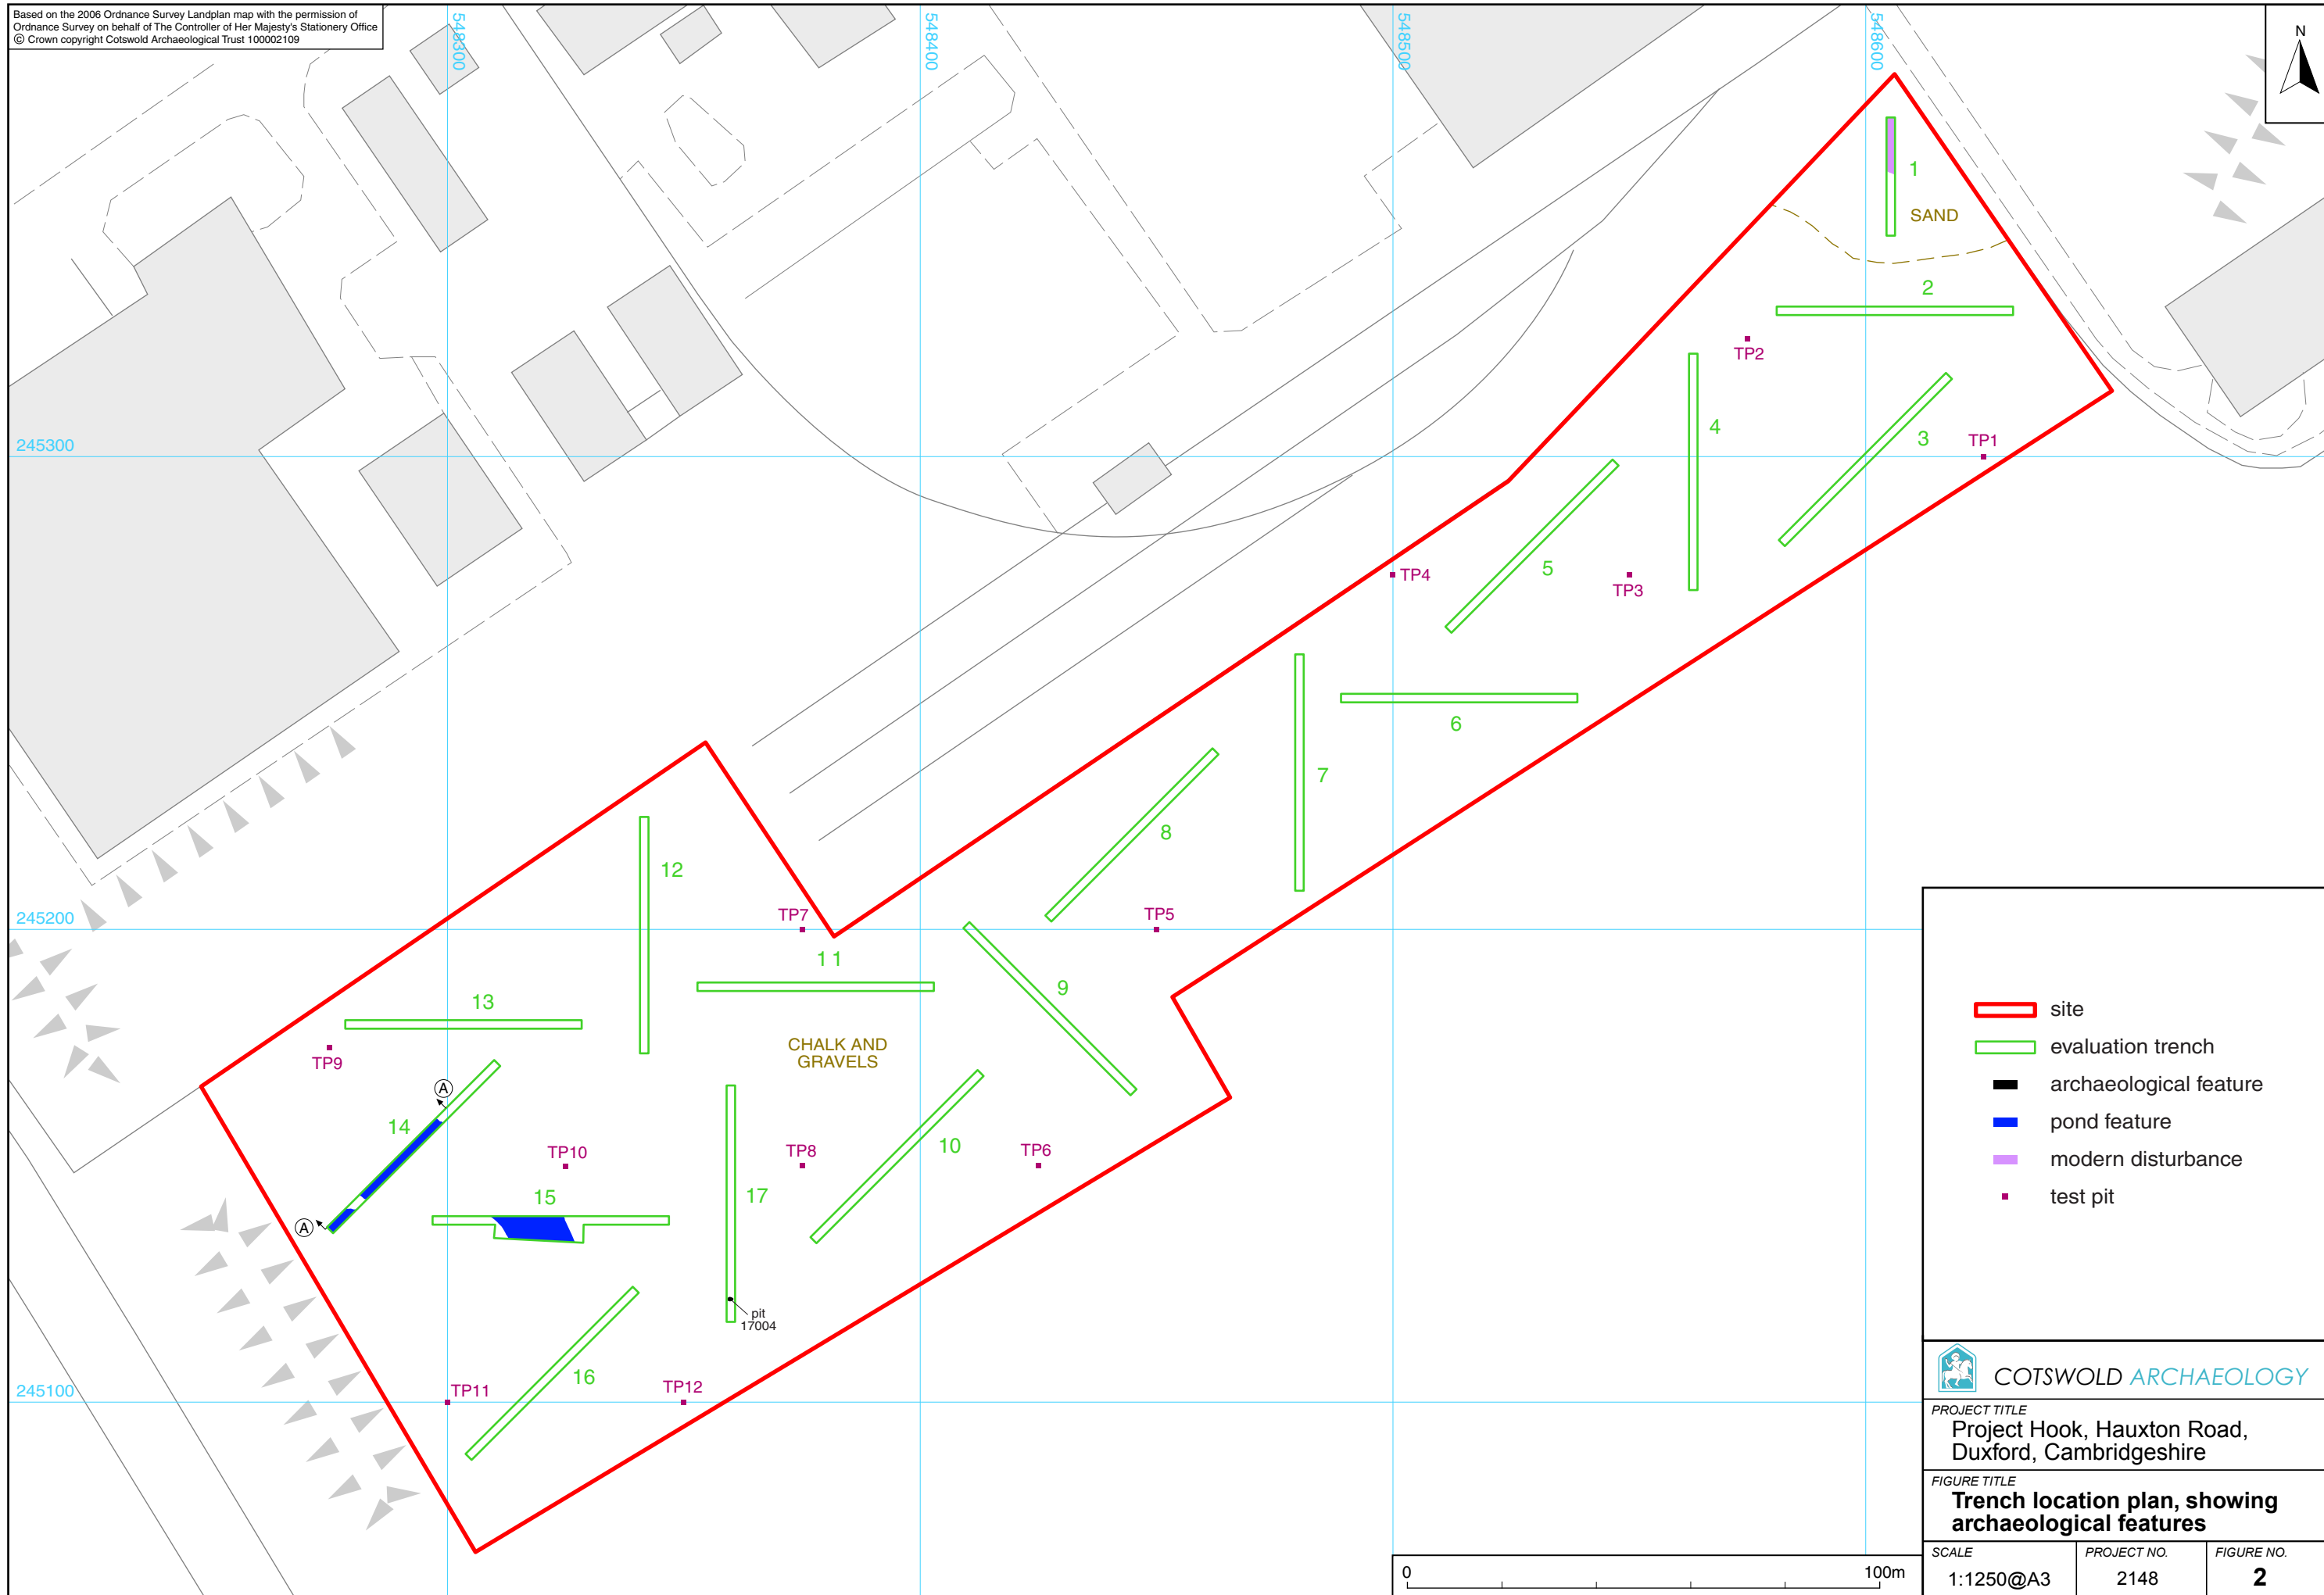 Based on the 2006 Ordnance Survey Landplan map with the permission of
Ordnance Survey on behalf of The Controller of Her Majesty's Stationery Office
© Crown copyright Cotswold Archaeological Trust 100002109
548300
548400
548500
548600
N
1
SAND
2
TP2
4
3
TP1
245300
5
TP4
TP3
6
7
8
12
TP7
TP5
245200
11
9
13
CHALK AND
GRAVELS
TP9
A
14
10
TP10
TP8
TP6
15
17
A
pit
17004
16
TP11
TP12
245100
site
evaluation trench
archaeological feature
pond feature
modern disturbance
test pit
COTSWOLD ARCHAEOLOGY
PROJECT TITLE
Project Hook, Hauxton Road,
Duxford, Cambridgeshire
FIGURE TITLE
Trench location plan, showing
archaeological features
SCALE
1:1250@A3
PROJECT NO.
2148
FIGURE NO.
2
0
100m